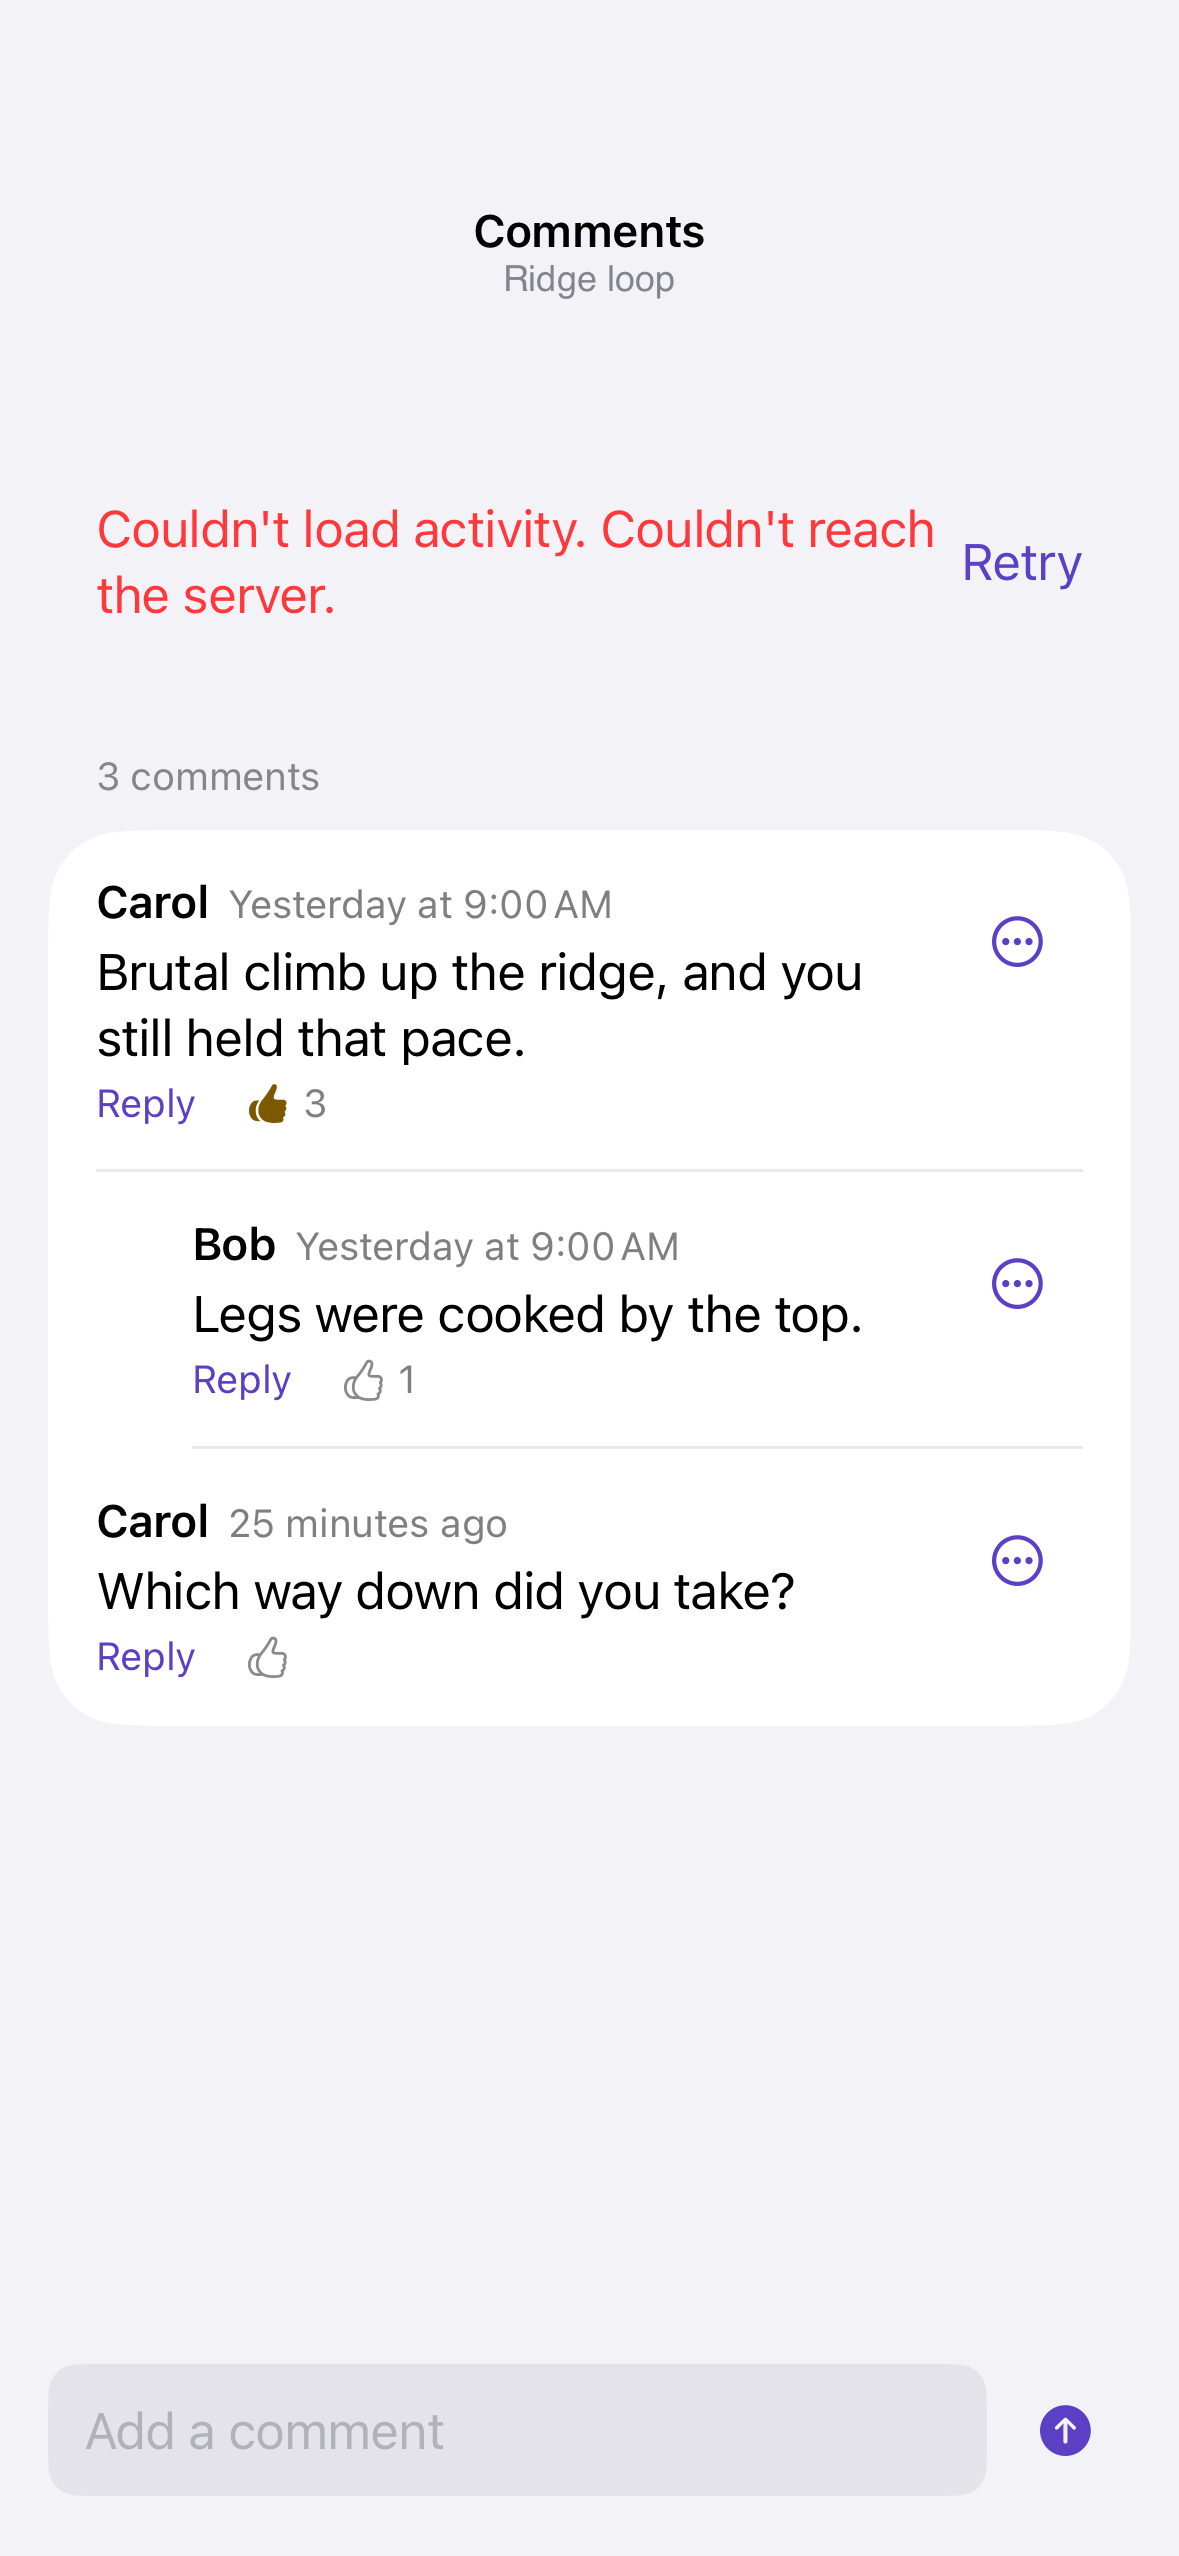 Comments
Ridge loop
Couldn't load activity. Couldn't reach
the server.
Retry
3 comments
Carol Yesterday at 9:00 AM
Brutal climb up the ridge, and you
still held that pace.
Reply 3
Bob Yesterday at 9:00 AM
Legs were cooked by the top.
Reply 1
Carol 25 minutes ago
Which way down did you take?
Reply
Add a comment